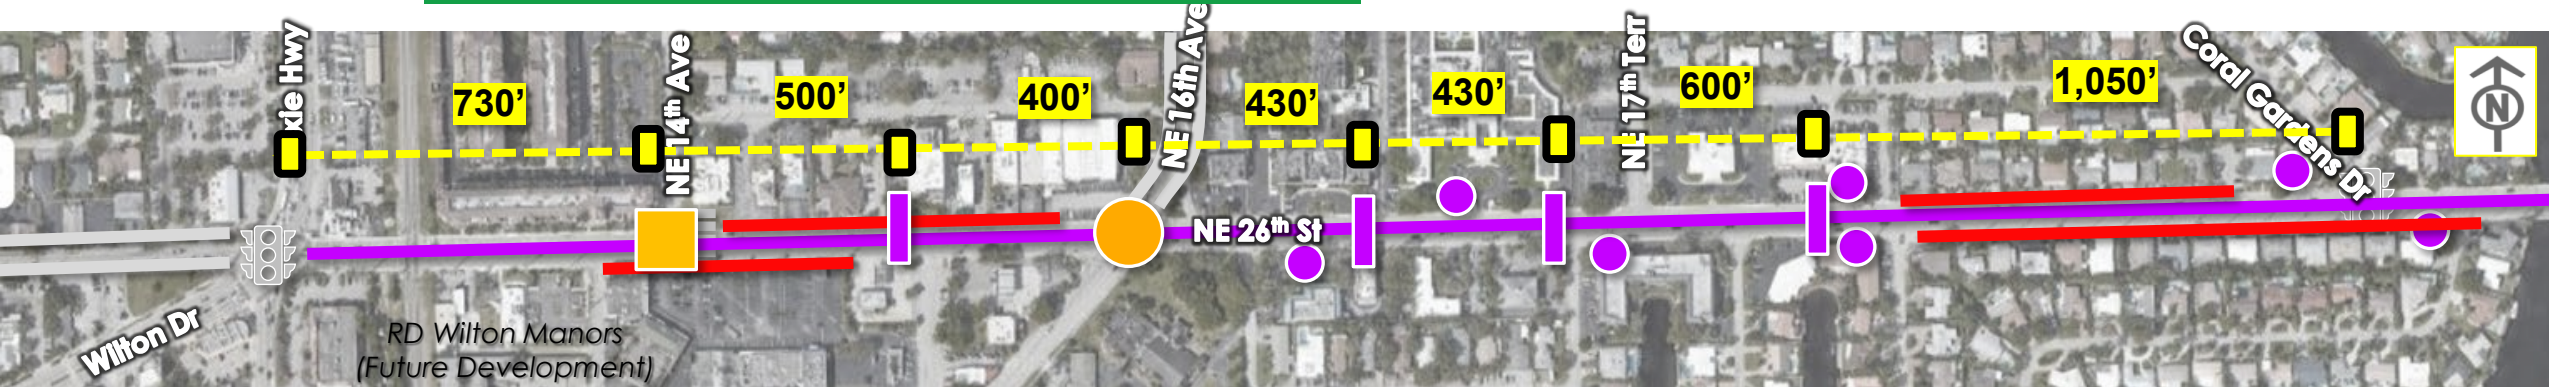 xie Hwy
730’
NE 14th Ave
500’
400’
NE 16th Ave
430’
430’
NE 17th Terr
600’
1,050’
Coral Gardens Dr
N
NE 26th St
Wilton Dr
RD Wilton Manors
(Future Development)